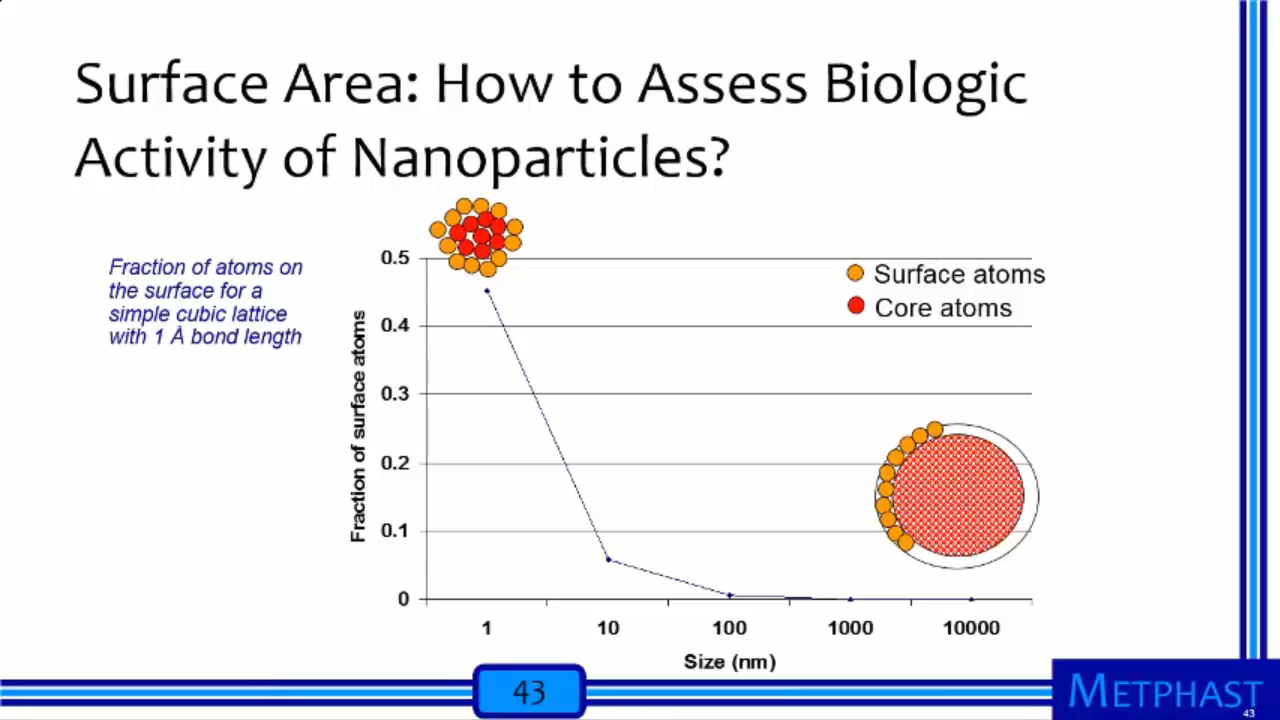 Surface Area: How to Assess Biologic
Activity of Nanoparticles?
Fraction of atoms on
the surface for a
simple cubic lattice
with 1 Å bond length
Surface atoms
Core atoms
Fraction of surface atoms
0.5
0.4
0.3
0.2
0.1
0
1 10 100 1000 10000
Size (nm)
43
METPHAST
43